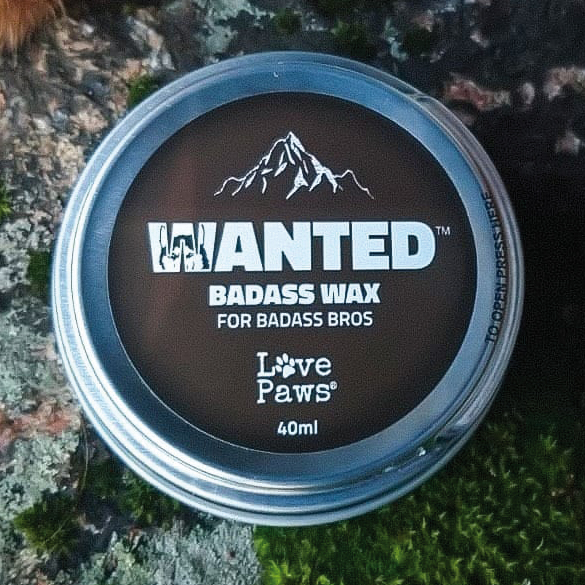 WANTED™
BADASS WAX
FOR BADASS BROS
Love
Paws®
40ml
TO OPEN PRESS HERE